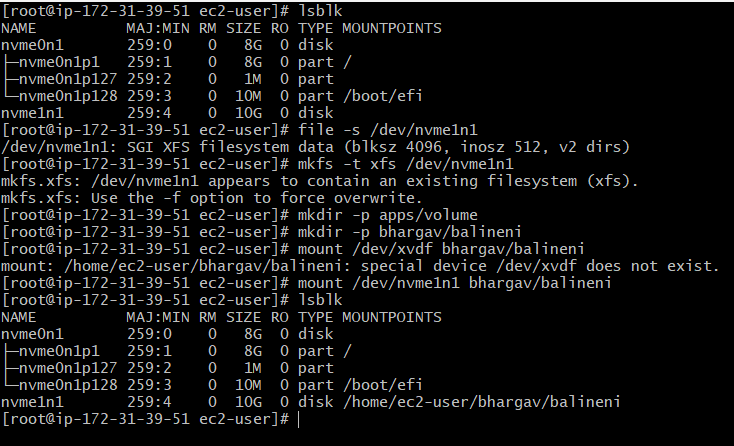 [root@ip-172-31-39-51 ec2-user]# lsblk
NAME          MAJ:MIN RM SIZE RO TYPE MOUNTPOINTS
nvme0n1       259:0    0   8G  0 disk
├─nvme0n1p1   259:1    0   8G  0 part /
├─nvme0n1p127 259:2    0   1M  0 part
└─nvme0n1p128 259:3    0  10M  0 part /boot/efi
nvme1n1       259:4    0  10G  0 disk
[root@ip-172-31-39-51 ec2-user]# file -s /dev/nvme1n1
/dev/nvme1n1: SGI XFS filesystem data (blksz 4096, inosz 512, v2 dirs)
[root@ip-172-31-39-51 ec2-user]# mkfs -t xfs /dev/nvme1n1
mkfs.xfs: /dev/nvme1n1 appears to contain an existing filesystem (xfs).
mkfs.xfs: Use the -f option to force overwrite.
[root@ip-172-31-39-51 ec2-user]# mkdir -p apps/volume
[root@ip-172-31-39-51 ec2-user]# mkdir -p bhargav/balineni
[root@ip-172-31-39-51 ec2-user]# mount /dev/xvdf bhargav/balineni
mount: /home/ec2-user/bhargav/balineni: special device /dev/xvdf does not exist.
[root@ip-172-31-39-51 ec2-user]# mount /dev/nvme1n1 bhargav/balineni
[root@ip-172-31-39-51 ec2-user]# lsblk
NAME          MAJ:MIN RM SIZE RO TYPE MOUNTPOINTS
nvme0n1       259:0    0   8G  0 disk
├─nvme0n1p1   259:1    0   8G  0 part /
├─nvme0n1p127 259:2    0   1M  0 part
└─nvme0n1p128 259:3    0  10M  0 part /boot/efi
nvme1n1       259:4    0  10G  0 disk /home/ec2-user/bhargav/balineni
[root@ip-172-31-39-51 ec2-user]#